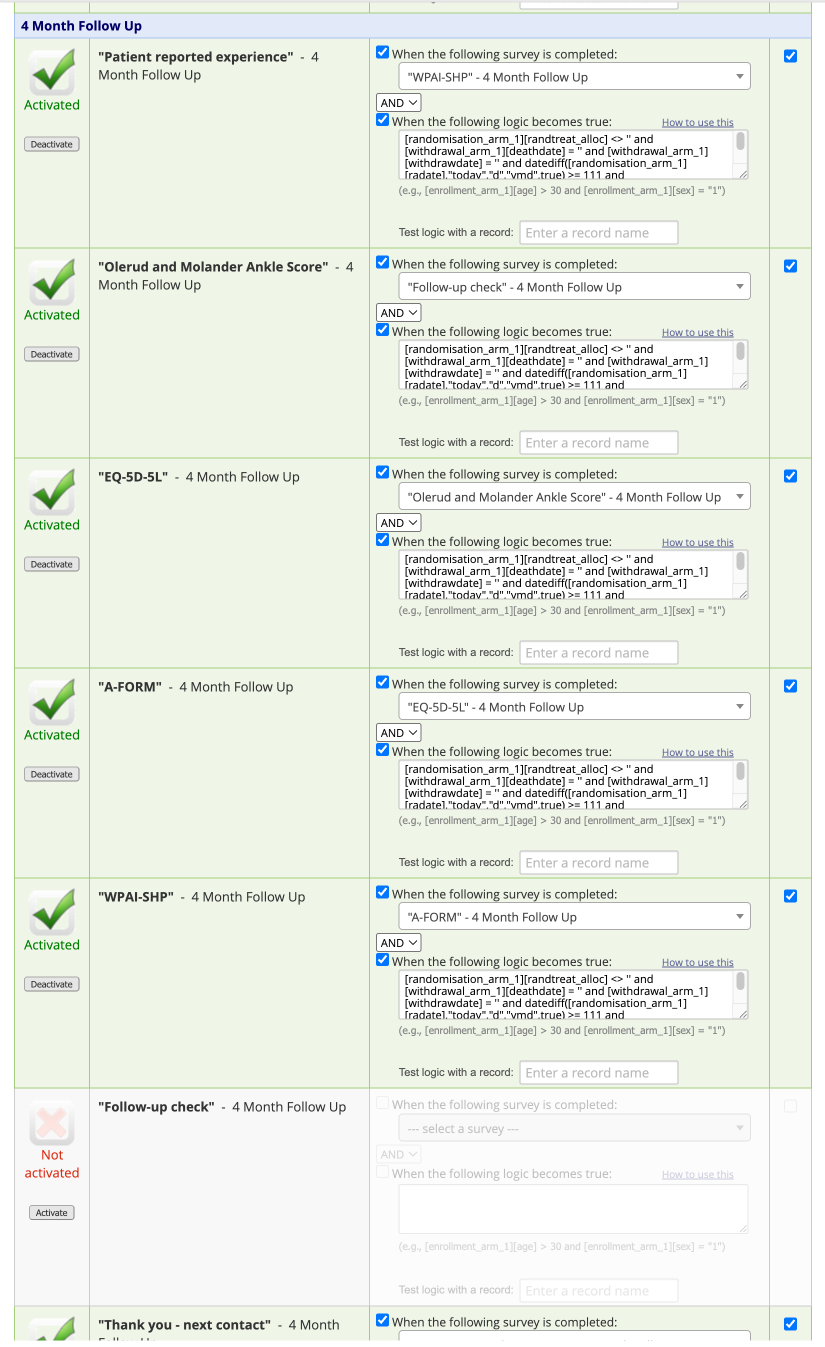 4 Month Follow Up
Activated
Deactivate
"Patient reported experience" - 4
Month Follow Up
When the following survey is completed:
"WPAI-SHP" - 4 Month Follow Up
AND
When the following logic becomes true:
How to use this
[randomisation_arm_1][randtreat_alloc] <> '' and
[withdrawal_arm_1][deathdate] = '' and [withdrawal_arm_1]
[withdrawdate] = '' and datediff([randomisation_arm_1]
[radate],"today","d","ymd",true) >= 111 and
(e.g., [enrollment_arm_1][age] > 30 and [enrollment_arm_1][sex] = "1")
Test logic with a record:
Enter a record name
Activated
Deactivate
"Olerud and Molander Ankle Score" - 4
Month Follow Up
When the following survey is completed:
"Follow-up check" - 4 Month Follow Up
AND
When the following logic becomes true:
How to use this
[randomisation_arm_1][randtreat_alloc] <> '' and
[withdrawal_arm_1][deathdate] = '' and [withdrawal_arm_1]
[withdrawdate] = '' and datediff([randomisation_arm_1]
[radate],"today","d","ymd",true) >= 111 and
(e.g., [enrollment_arm_1][age] > 30 and [enrollment_arm_1][sex] = "1")
Test logic with a record:
Enter a record name
Activated
Deactivate
"EQ-5D-5L" - 4 Month Follow Up
When the following survey is completed:
"Olerud and Molander Ankle Score" - 4 Month Follow Up
AND
When the following logic becomes true:
How to use this
[randomisation_arm_1][randtreat_alloc] <> '' and
[withdrawal_arm_1][deathdate] = '' and [withdrawal_arm_1]
[withdrawdate] = '' and datediff([randomisation_arm_1]
[radate],"today","d","ymd",true) >= 111 and
(e.g., [enrollment_arm_1][age] > 30 and [enrollment_arm_1][sex] = "1")
Test logic with a record:
Enter a record name
Activated
Deactivate
"A-FORM" - 4 Month Follow Up
When the following survey is completed:
"EQ-5D-5L" - 4 Month Follow Up
AND
When the following logic becomes true:
How to use this
[randomisation_arm_1][randtreat_alloc] <> '' and
[withdrawal_arm_1][deathdate] = '' and [withdrawal_arm_1]
[withdrawdate] = '' and datediff([randomisation_arm_1]
[radate],"today","d","ymd",true) >= 111 and
(e.g., [enrollment_arm_1][age] > 30 and [enrollment_arm_1][sex] = "1")
Test logic with a record:
Enter a record name
Activated
Deactivate
"WPAI-SHP" - 4 Month Follow Up
When the following survey is completed:
"A-FORM" - 4 Month Follow Up
AND
When the following logic becomes true:
How to use this
[randomisation_arm_1][randtreat_alloc] <> '' and
[withdrawal_arm_1][deathdate] = '' and [withdrawal_arm_1]
[withdrawdate] = '' and datediff([randomisation_arm_1]
[radate],"today","d","ymd",true) >= 111 and
(e.g., [enrollment_arm_1][age] > 30 and [enrollment_arm_1][sex] = "1")
Test logic with a record:
Enter a record name
Not
activated
Activate
"Follow-up check" - 4 Month Follow Up
When the following survey is completed:
--- select a survey ---
AND
When the following logic becomes true:
How to use this
(e.g., [enrollment_arm_1][age] > 30 and [enrollment_arm_1][sex] = "1")
Test logic with a record:
Enter a record name
"Thank you - next contact" - 4 Month
When the following survey is completed: